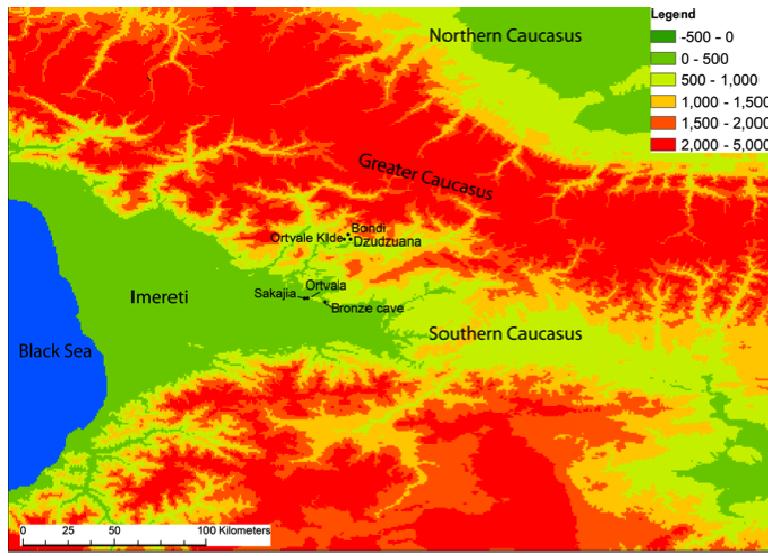 Legend
Northern Caucasus
-500 - 0
0 - 500
500 - 1,000
1,000 - 1,500
1,500 - 2,000
2,000 - 5,000
Greater Caucasus
Bondi
Ortvale Klde
Dzudzuana
Ortvala
Sakajia
Imereti
Bronze cave
Southern Caucasus
Black Sea
0 25 50 100 Kilometers